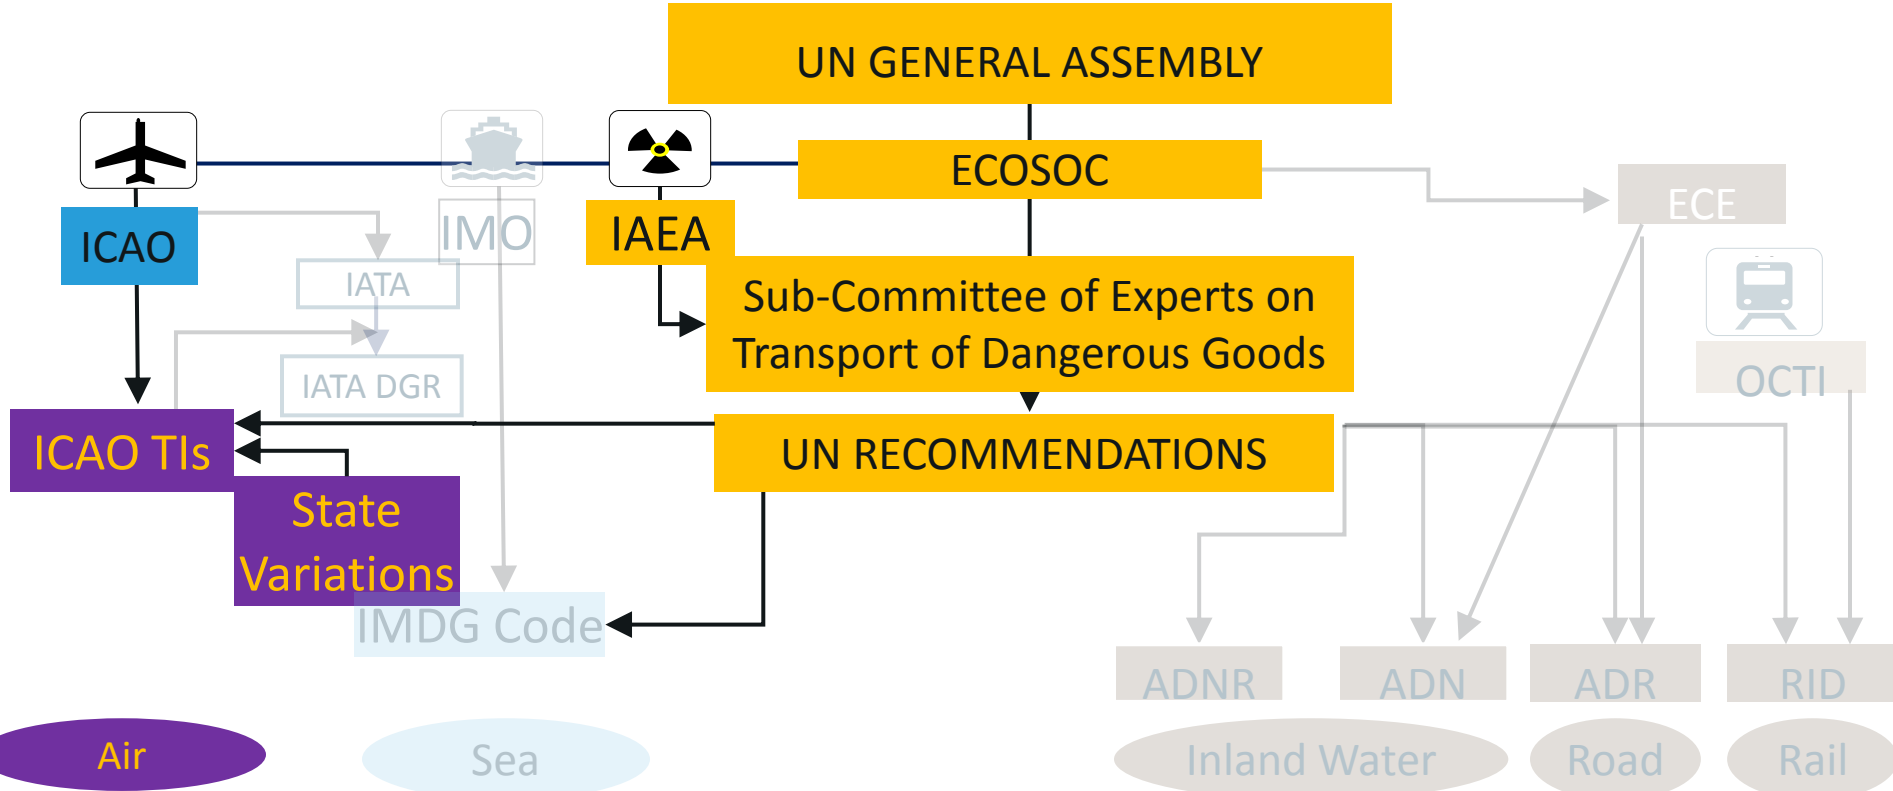 UN GENERAL ASSEMBLY
ECOSOC
ECE
ICAO
IMO
IAEA
IATA
Sub-Committee of Experts on
Transport of Dangerous Goods
IATA DGR
OCTI
ICAO TIs
UN RECOMMENDATIONS
State
Variations
IMDG Code
ADNR
ADN
ADR
RID
Air
Sea
Inland Water
Road
Rail